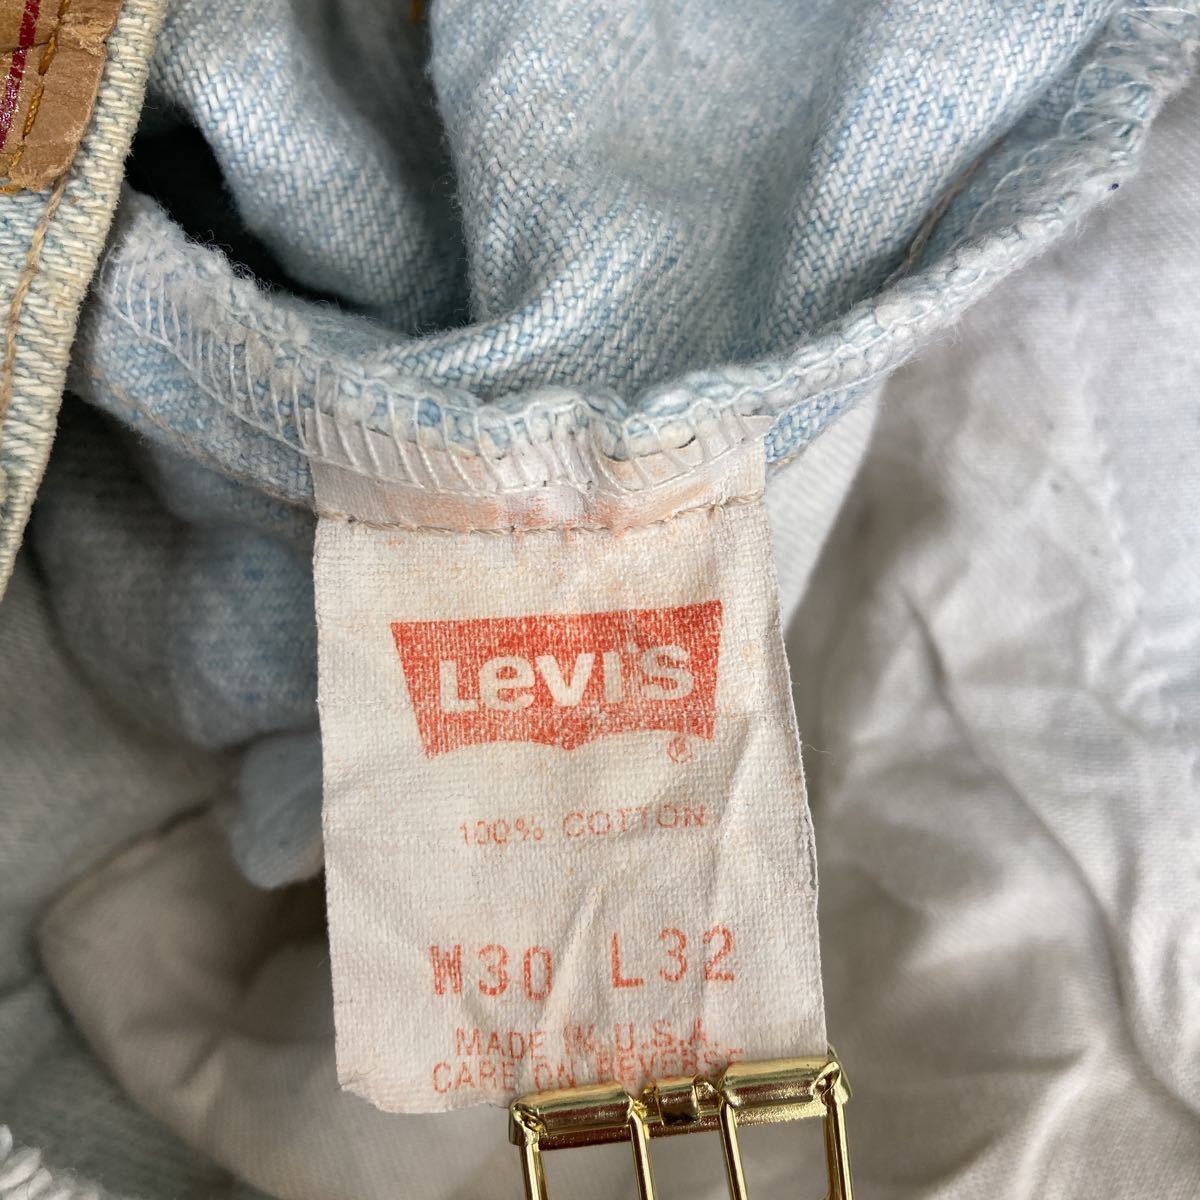 Levi's
®
100% COTTON
W30 L32
MADE IN U.S.A.
CARE ON REVERSE